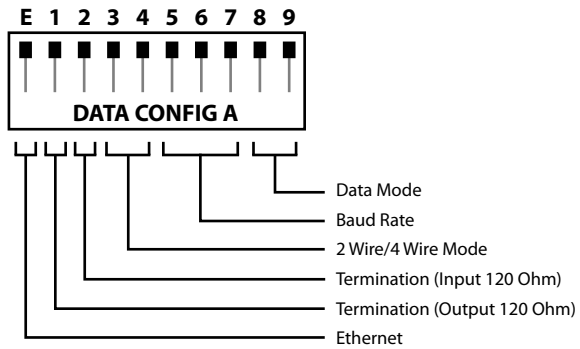 E 1 2 3 4 5 6 7 8 9
DATA CONFIG A
Data Mode
Baud Rate
2 Wire/4 Wire Mode
Termination (Input 120 Ohm)
Termination (Output 120 Ohm)
Ethernet